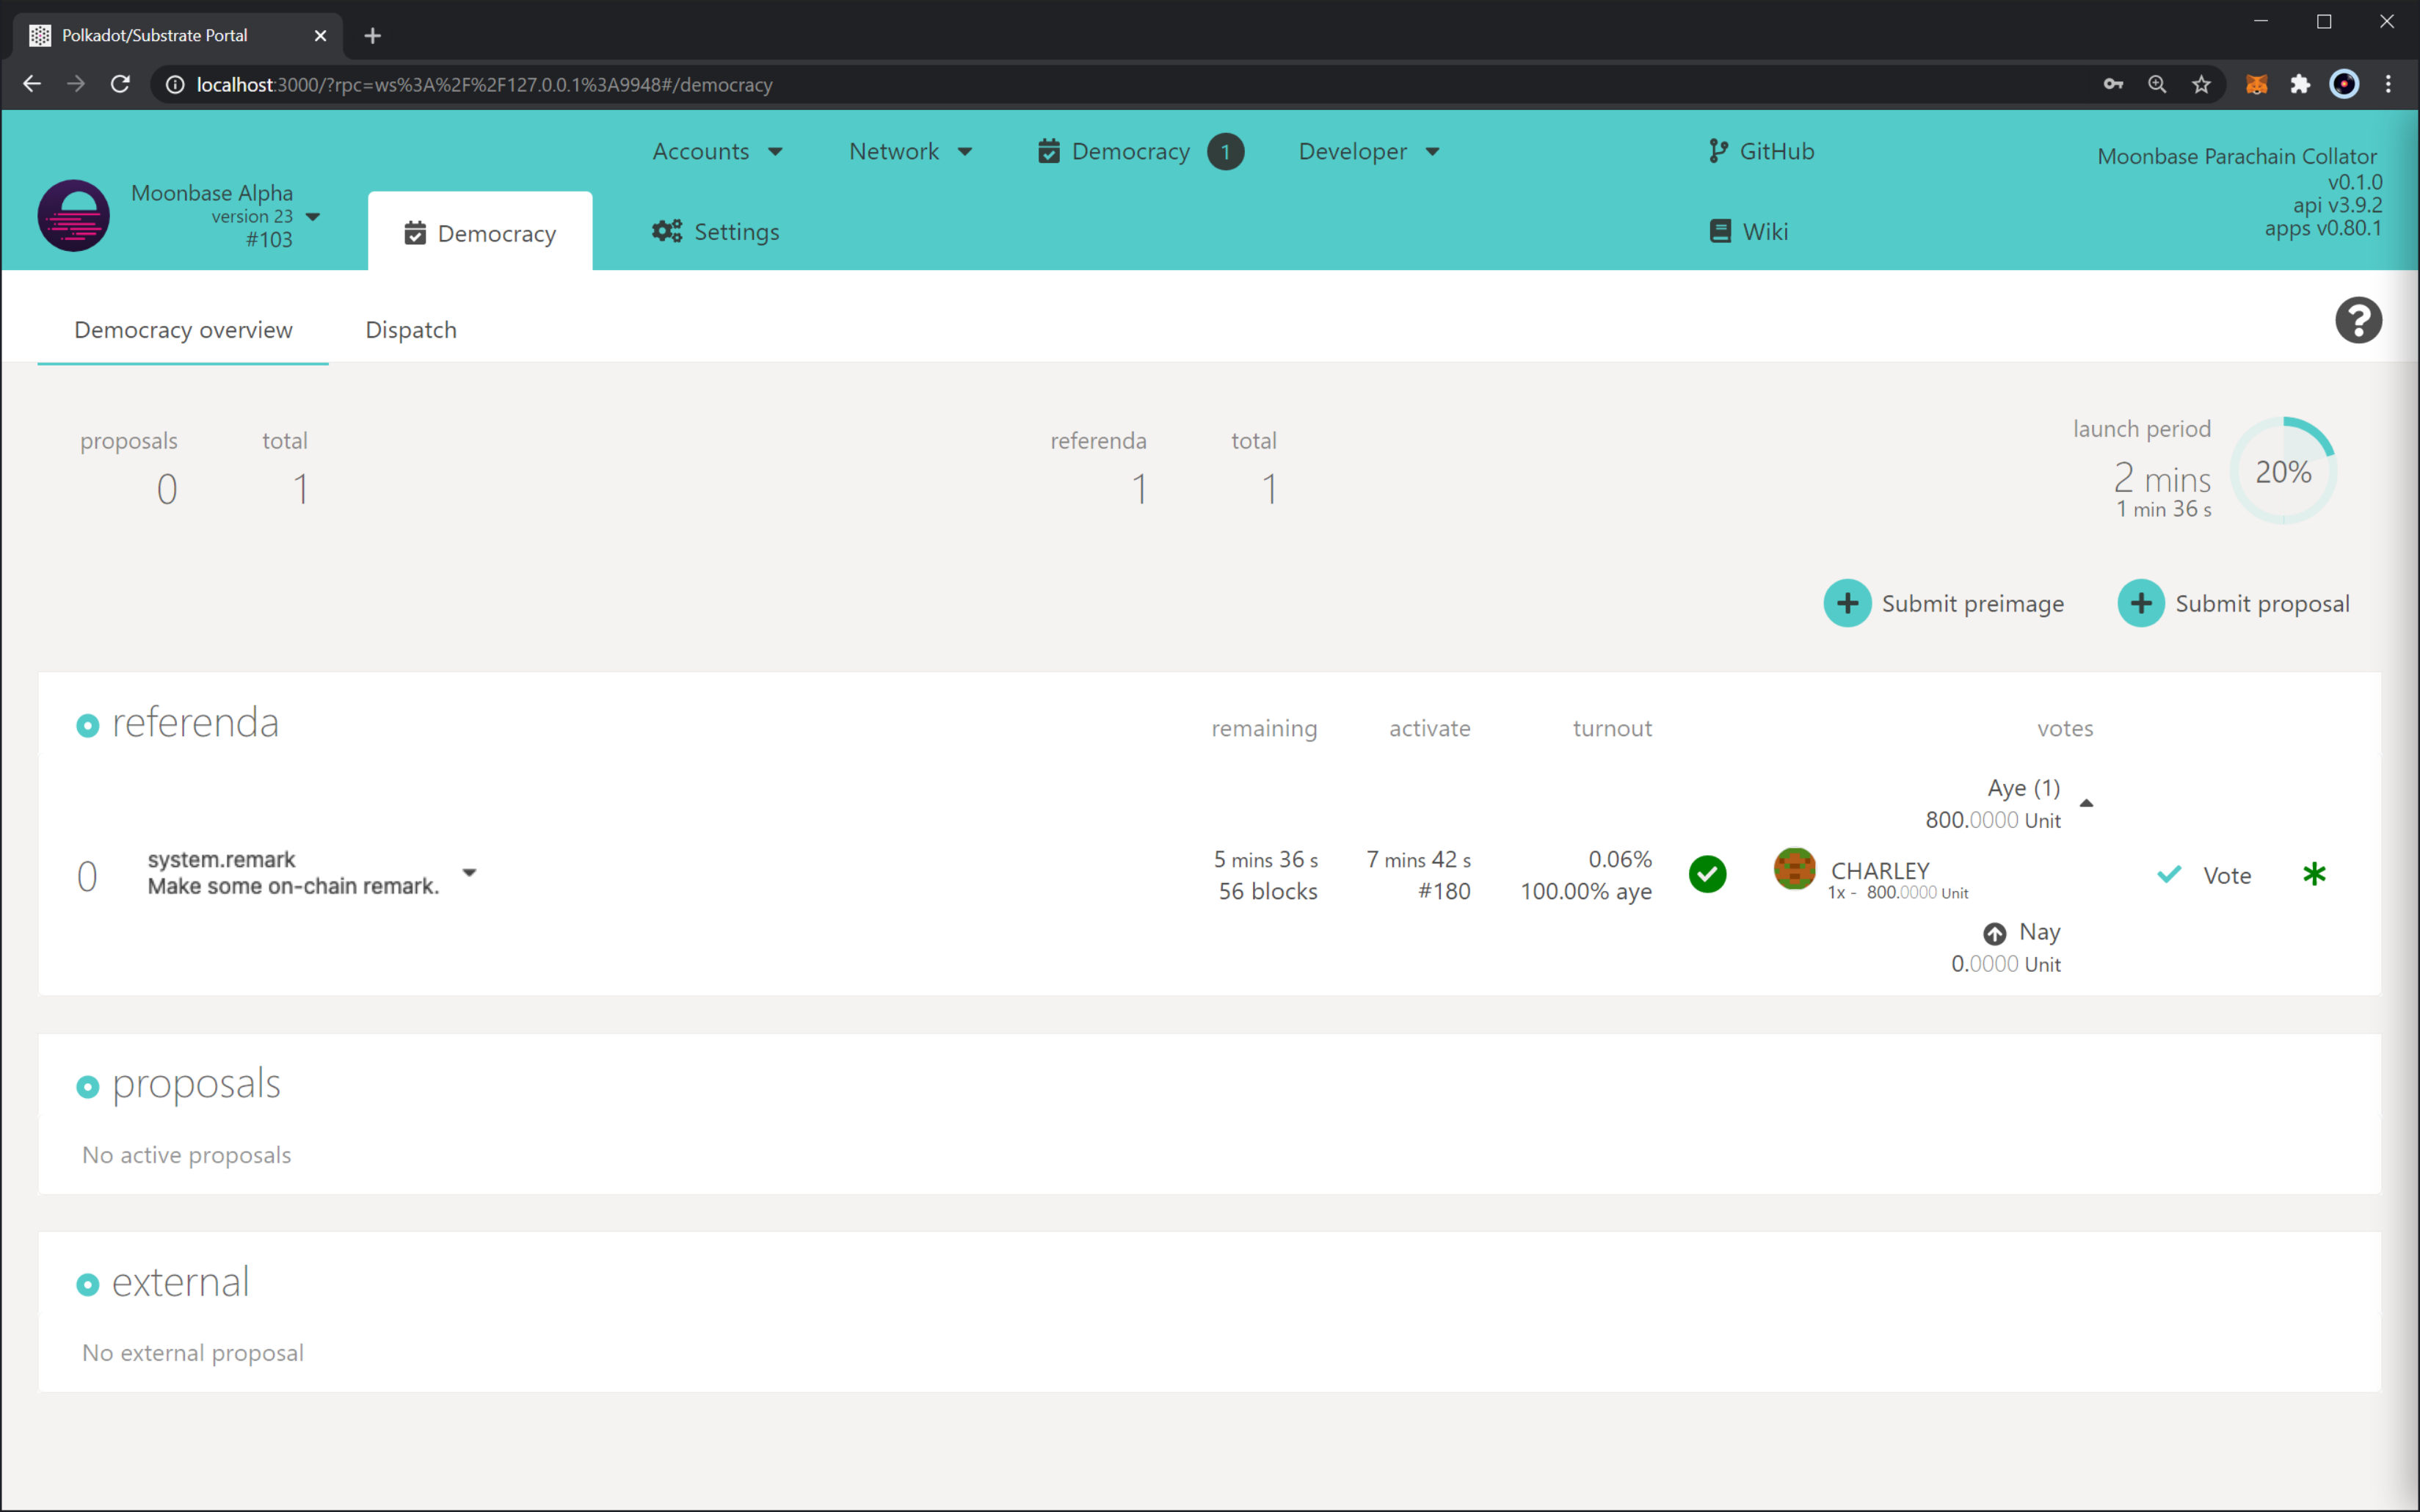 Polkadot/Substrate Portal
localhost:3000/?rpc=ws%3A%2F%2F127.0.0.1%3A9948#/democracy
Moonbase Alpha
version 23
#103
Democracy
Accounts
Network
Democracy 1
Developer
Settings
GitHub
Wiki
Moonbase Parachain Collator
v0.1.0
api v3.9.2
apps v0.80.1
Democracy overview
Dispatch
?
proposals
0
total
1
referenda
1
total
1
launch period
2 mins
1 min 36 s
20%
Submit preimage
Submit proposal
referenda
remaining
activate
turnout
votes
0
system.remark
Make some on-chain remark.
5 mins 36 s
56 blocks
7 mins 42 s
#180
0.06%
100.00% aye
Aye (1)
800.0000 Unit
CHARLEY
1x - 800.0000 Unit
Nay
0.0000 Unit
Vote
proposals
No active proposals
external
No external proposal